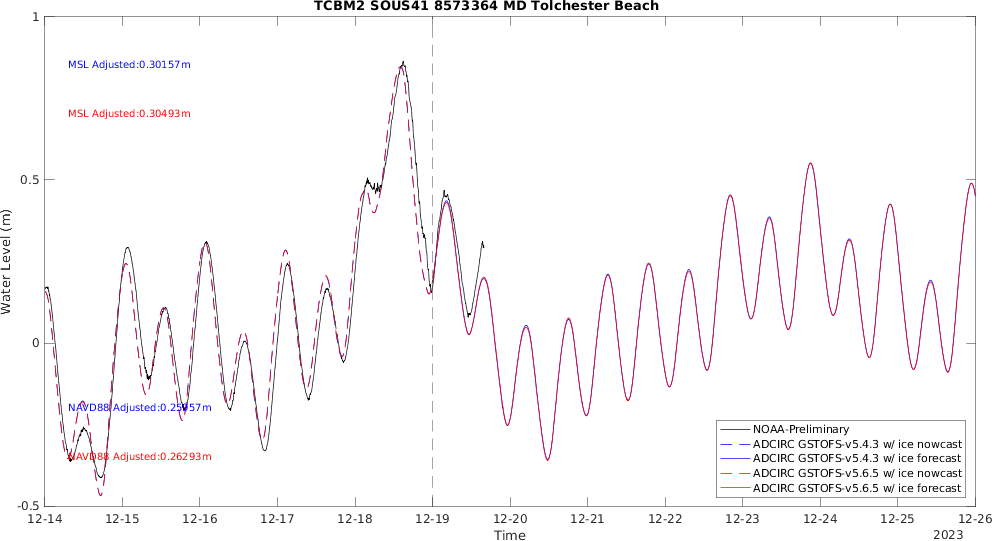 TCBM2 SOUS41 8573364 MD Tolchester Beach
1
0.5
0
-0.5
Water Level (m)
MSL Adjusted:0.30157m
MSL Adjusted:0.30493m
NAVD88 Adjusted:0.25957m
NAVD88 Adjusted:0.26293m
NOAA-Preliminary
ADCIRC GSTOFS-v5.4.3 w/ ice nowcast
ADCIRC GSTOFS-v5.4.3 w/ ice forecast
ADCIRC GSTOFS-v5.6.5 w/ ice nowcast
ADCIRC GSTOFS-v5.6.5 w/ ice forecast
12-14 12-15 12-16 12-17 12-18 12-19 12-20 12-21 12-22 12-23 12-24 12-25 12-26
Time
2023